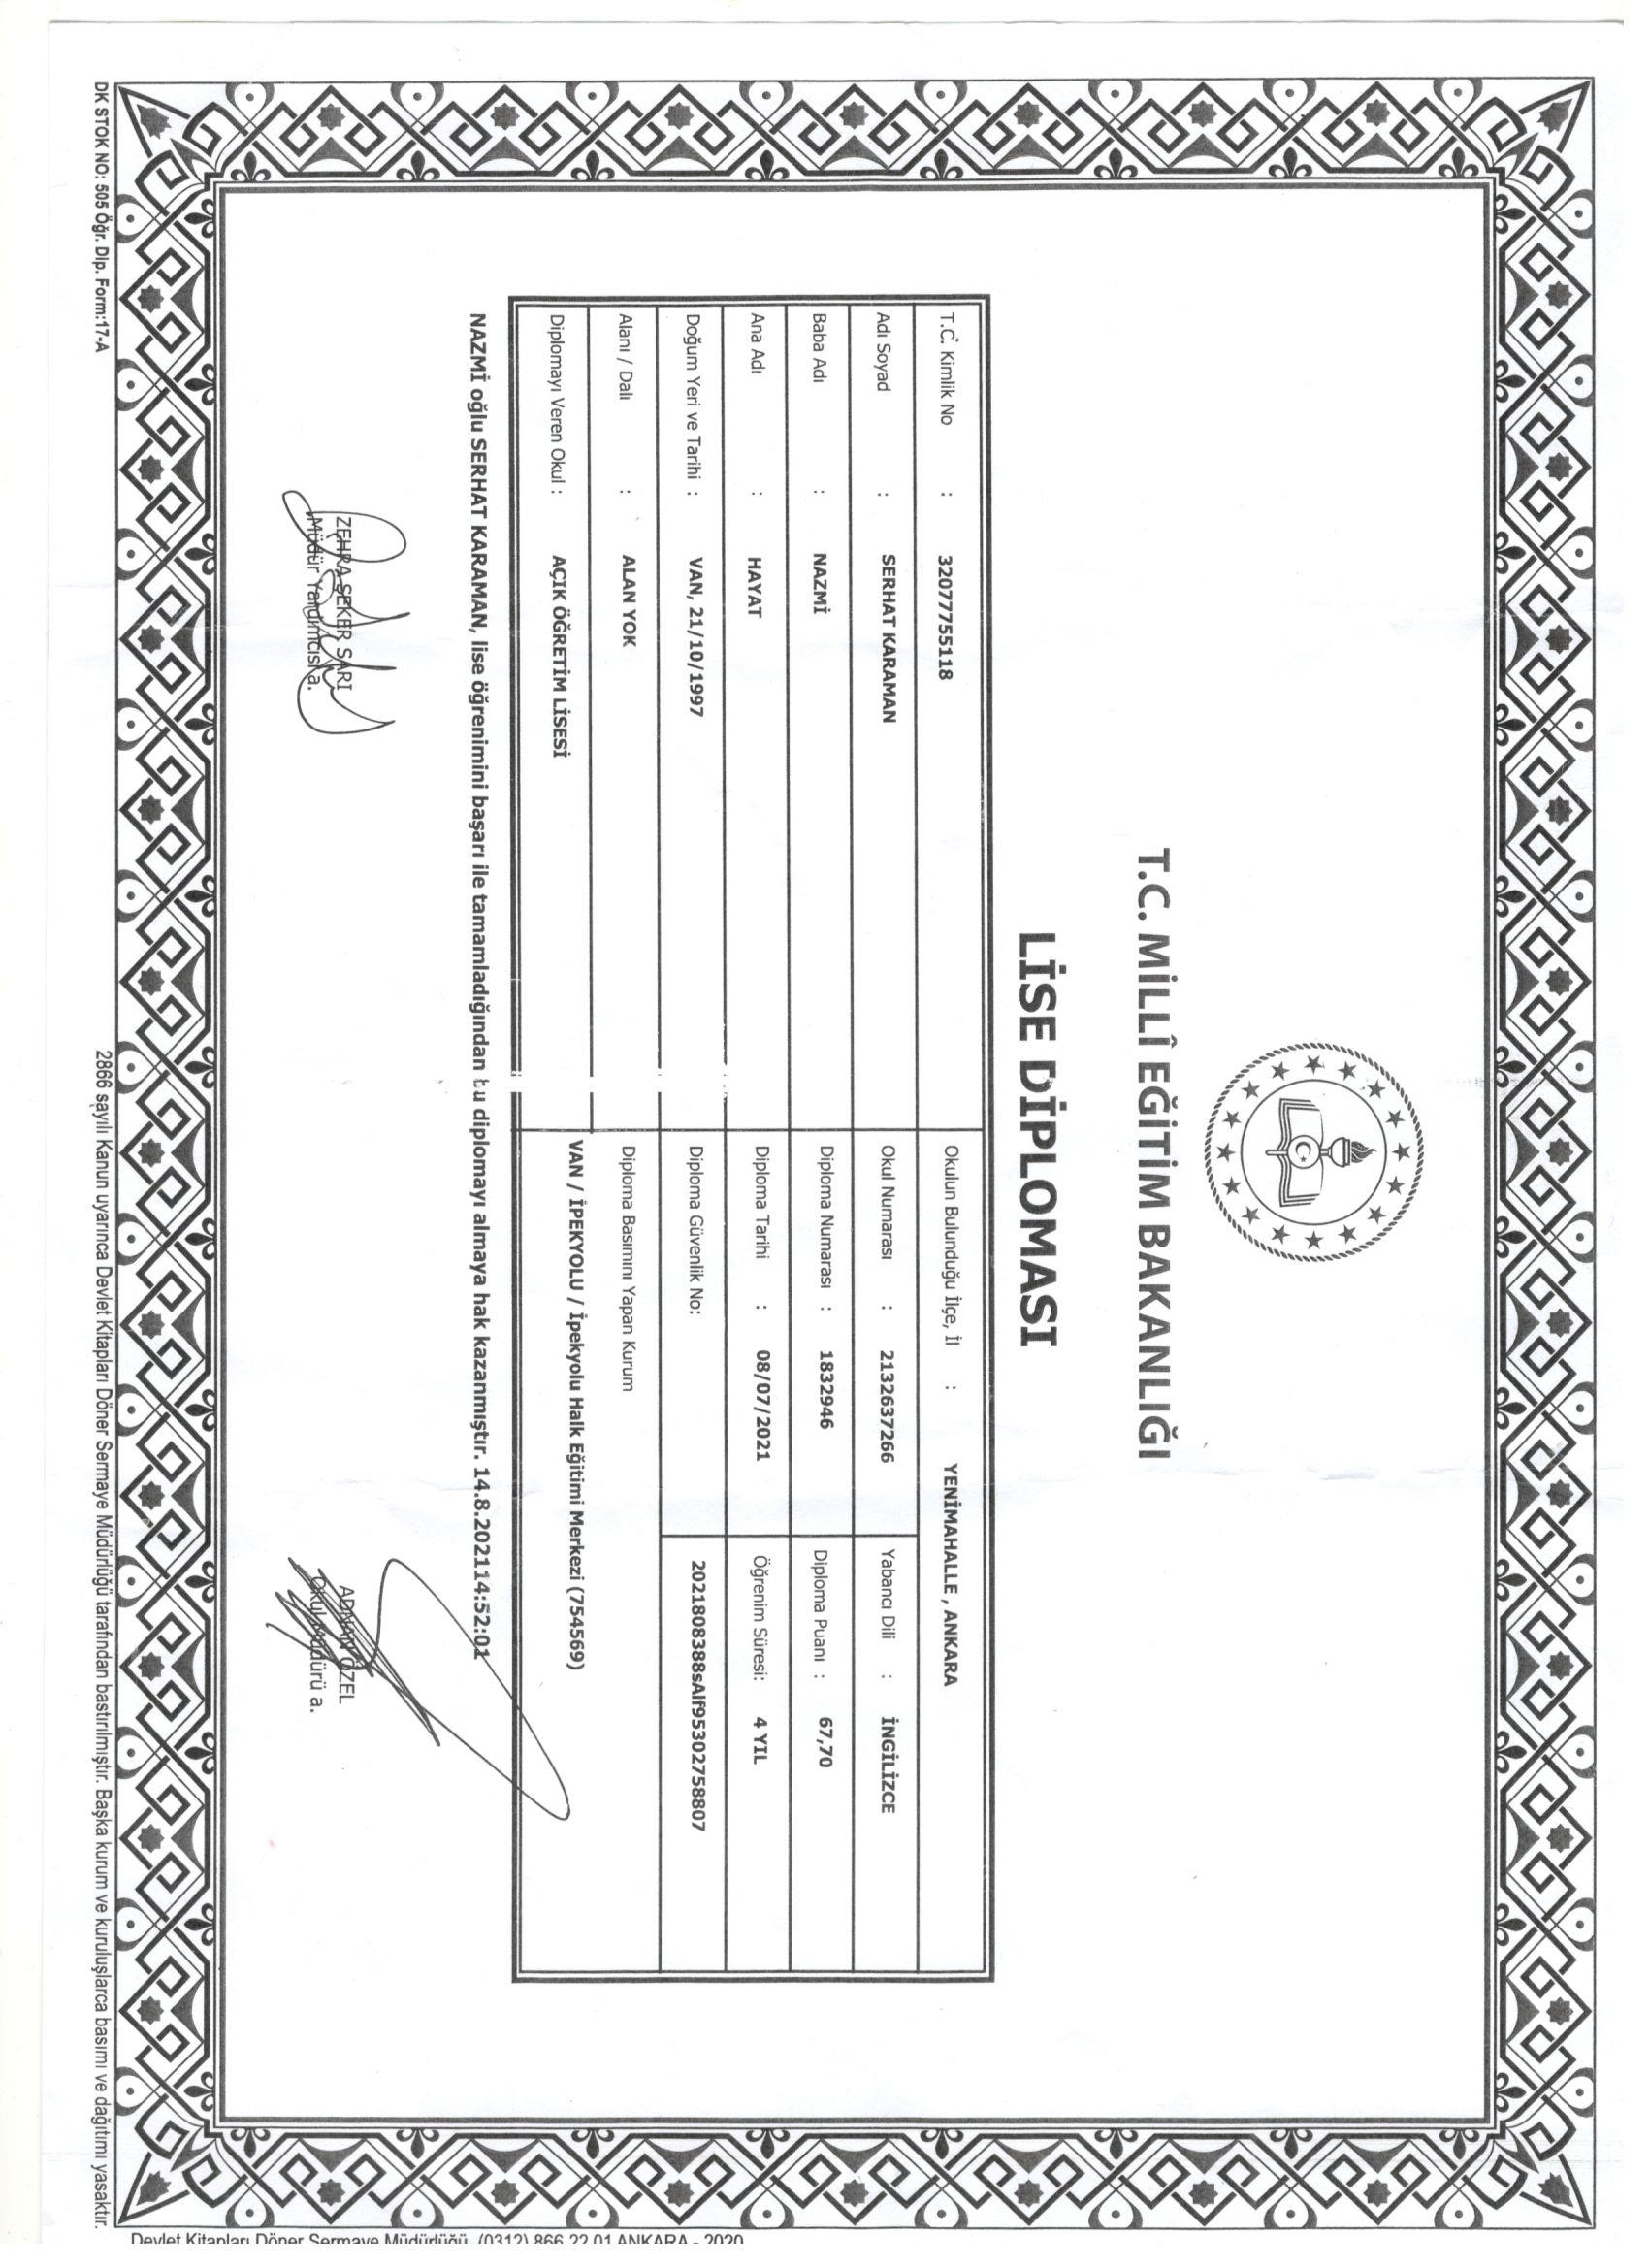 T.C. MİLLÎ EĞİTİM BAKANLIĞI
LİSE DİPLOMASI
T.C. Kimlik No : 32077755118
Okulun Bulunduğu İlçe, İl : YENİMAHALLE , ANKARA
Adı Soyad : SERHAT KARAMAN
Okul Numarası : 2132637266
Yabancı Dili : İNGİLİZCE
Baba Adı : NAZMİ
Diploma Numarası : 1832946
Diploma Puanı : 67,70
Ana Adı : HAYAT
Diploma Tarihi : 08/07/2021
Öğrenim Süresi: 4 YIL
Doğum Yeri ve Tarihi : VAN, 21/10/1997
Diploma Güvenlik No: 2021808388sAlf95302758807
Alanı / Dalı : ALAN YOK
Diploma Basımını Yapan Kurum
Diplomayı Veren Okul : AÇIK ÖĞRETİM LİSESİ
VAN / İPEKYOLU / İpekyolu Halk Eğitimi Merkezi (754569)
NAZMİ oğlu SERHAT KARAMAN, lise öğrenimini başarı ile tamamladığından bu diplomayı almaya hak kazanmıştır. 14.8.202114:52:01
ZEHRA ŞEKER SARI
Müdür Yardımcısı a.
ADNAN ÖZEL
Okul Müdürü a.
DK STOK NO: 505 Öğr. Dip. Form:17-A
2866 sayılı Kanun uyarınca Devlet Kitapları Döner Sermaye Müdürlüğü tarafından bastırılmıştır. Başka kurum ve kuruluşlarca basımı ve dağıtımı yasaktır.
Devlet Kitapları Döner Sermaye Müdürlüğü (0312) 866 22 01 ANKARA - 2020